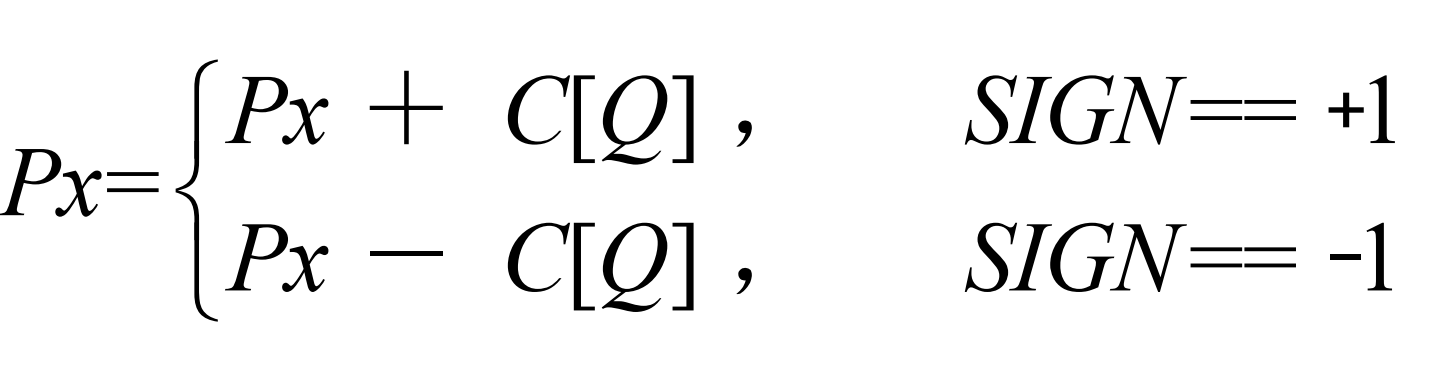 Px + C[Q] , SIGN== +1
Px=
Px − C[Q] , SIGN== -1